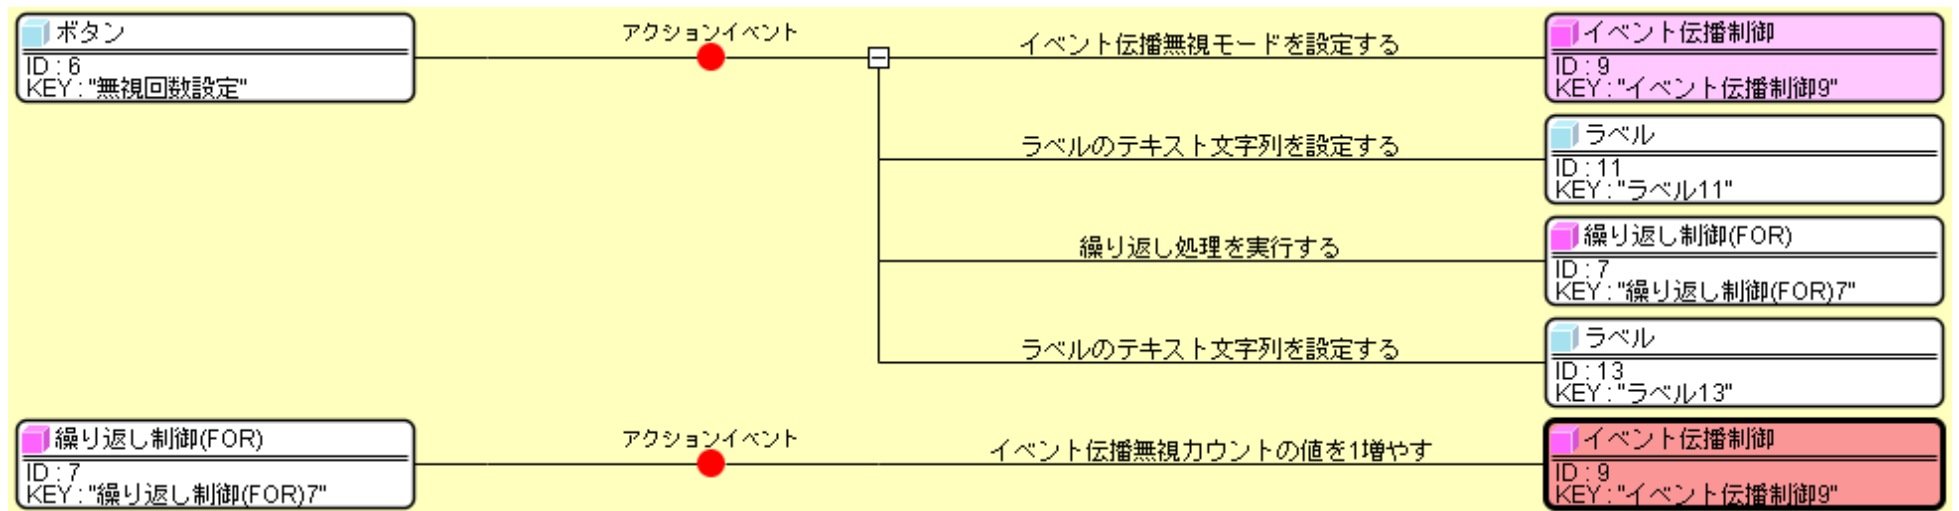 ボタン
ID : 6
KEY : "無視回数設定"
アクションイベント
イベント伝播無視モードを設定する
イベント伝播制御
ID : 9
KEY : "イベント伝播制御9"
ラベルのテキスト文字列を設定する
ラベル
ID : 11
KEY : "ラベル11"
繰り返し処理を実行する
繰り返し制御(FOR)
ID : 7
KEY : "繰り返し制御(FOR)7"
ラベルのテキスト文字列を設定する
ラベル
ID : 13
KEY : "ラベル13"
繰り返し制御(FOR)
ID : 7
KEY : "繰り返し制御(FOR)7"
アクションイベント
イベント伝播無視カウントの値を1増やす
イベント伝播制御
ID : 9
KEY : "イベント伝播制御9"